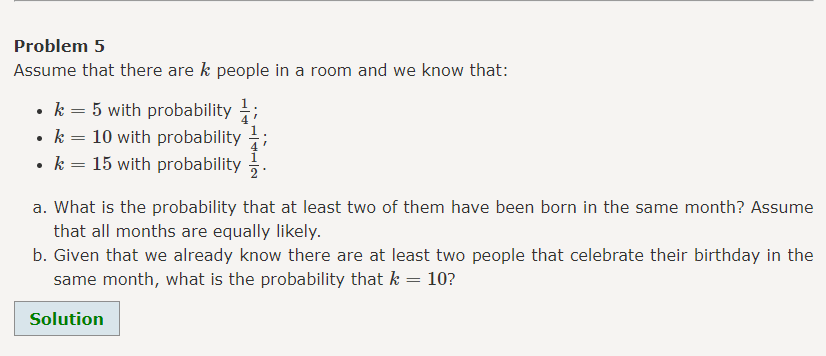 Problem 5
Assume that there are k people in a room and we know that:
• k = 5 with probability 1/4;
• k = 10 with probability 1/4;
• k = 15 with probability 1/2.
a. What is the probability that at least two of them have been born in the same month? Assume
that all months are equally likely.
b. Given that we already know there are at least two people that celebrate their birthday in the
same month, what is the probability that k = 10?
Solution